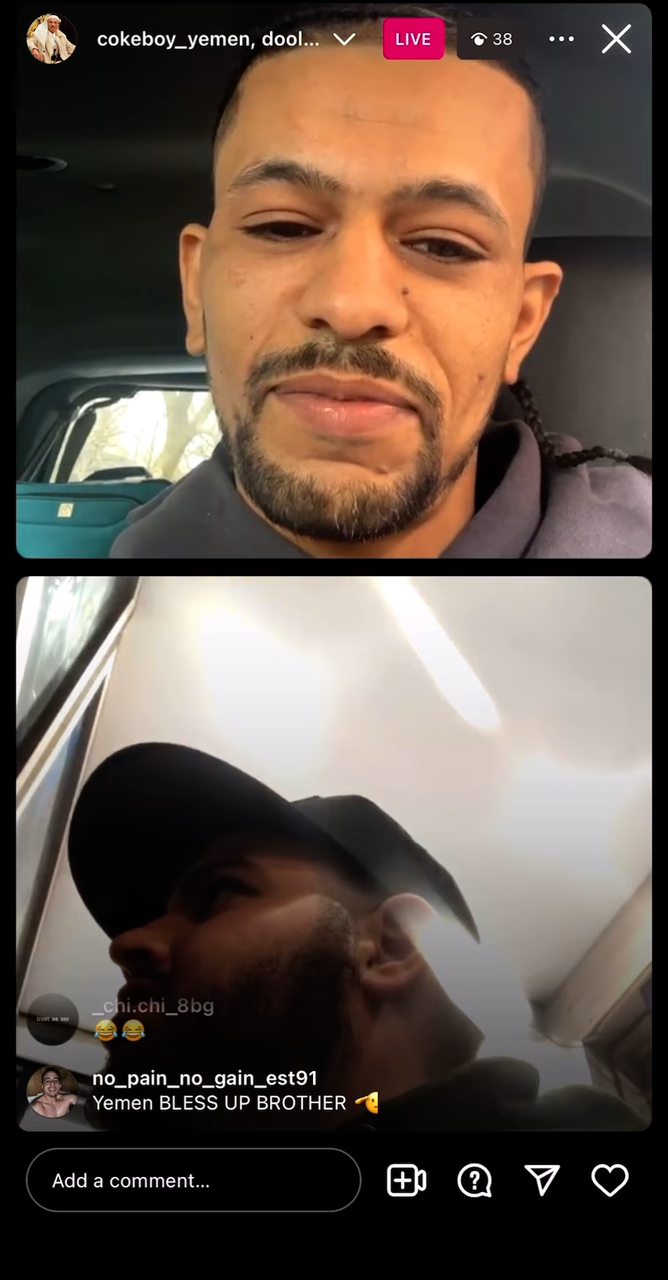 cokeboy_yemen, dool...
LIVE
38
_chi.chi_8bg
😂😂
no_pain_no_gain_est91
Yemen BLESS UP BROTHER 🫡
Add a comment...